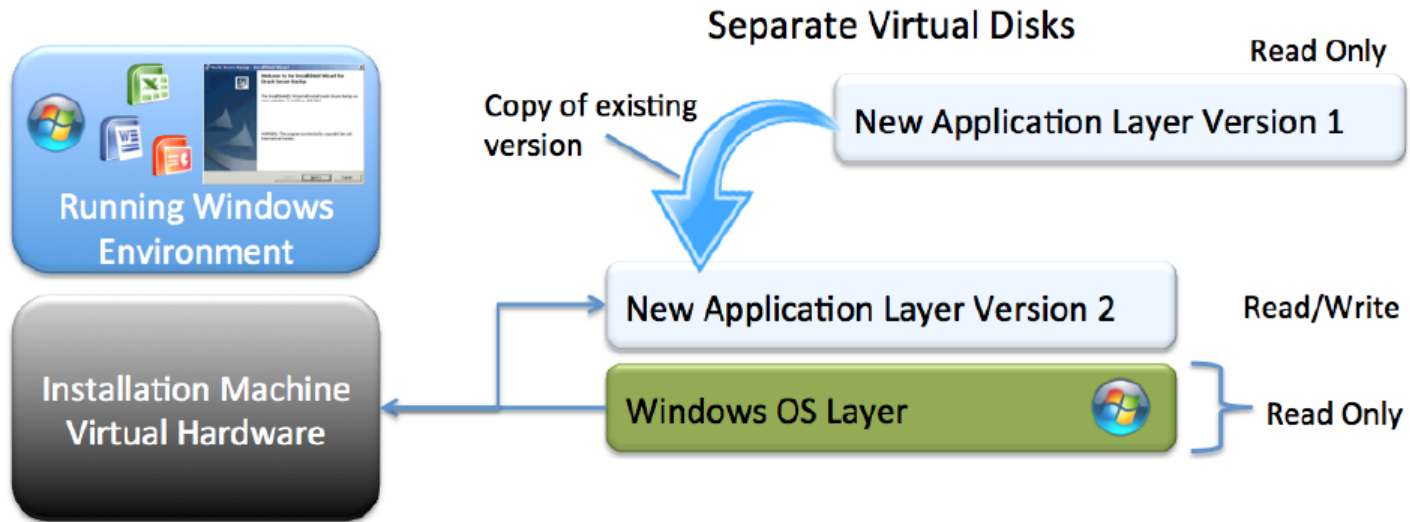 Separate Virtual Disks
Read Only
Copy of existing
version
New Application Layer Version 1
Running Windows
Environment
New Application Layer Version 2
Read/Write
Installation Machine
Virtual Hardware
Windows OS Layer
Read Only